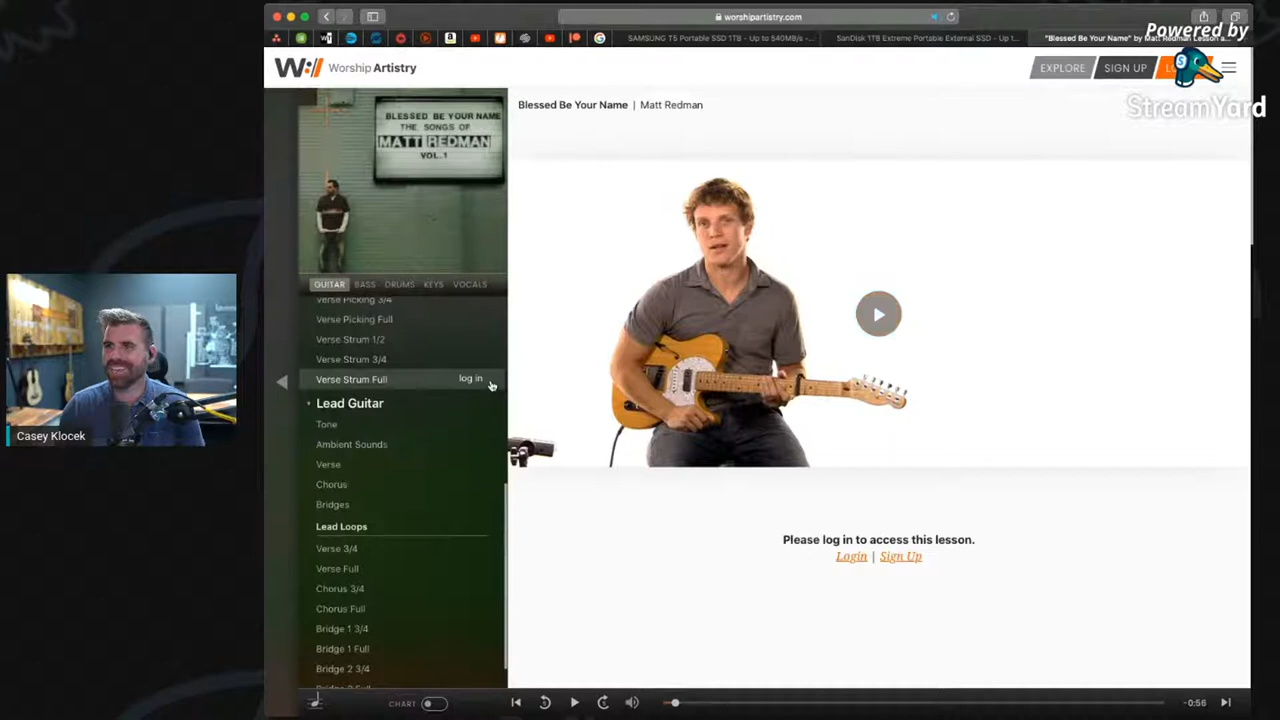 worshipartistry.com
Powered by
SAMSUNG T5 Portable SSD 1TB - Up to 540MB/s - ...
SanDisk 1TB Extreme Portable External SSD - Up t...
"Blessed Be Your Name" by Matt Redman Lesson a...
W:// Worship Artistry
EXPLORE
SIGN UP
StreamYard
BLESSED BE YOUR NAME
THE SONGS OF
MATT REDMAN
VOL.1
Blessed Be Your Name | Matt Redman
GUITAR BASS DRUMS KEYS VOCALS
Verse Picking 3/4
Verse Picking Full
Verse Strum 1/2
Verse Strum 3/4
Verse Strum Full log in
Lead Guitar
Tone
Ambient Sounds
Verse
Chorus
Bridges
Lead Loops
Verse 3/4
Verse Full
Chorus 3/4
Chorus Full
Bridge 1 3/4
Bridge 1 Full
Bridge 2 3/4
Casey Klocek
Please log in to access this lesson.
Login | Sign Up
CHART
-0:56